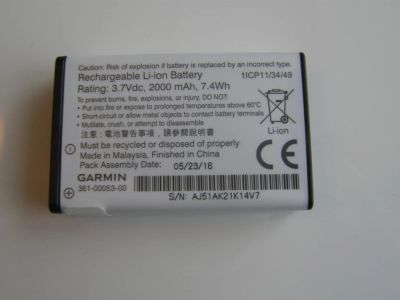 Caution: Risk of explosion if battery is replaced by an incorrect type.
Rechargeable Li-ion Battery 1ICP11/34/49
Rating: 3.7Vdc, 2000 mAh, 7.4Wh
To prevent burns, fire, explosions, or injury, DO NOT:
• Put into fire or expose to prolonged temperatures above 60°C
• Short-circuit or allow metal objects to contact battery terminals
• Mutilate, crush, or disassemble
注意：電池警告事項，請參閱說明書
Li-ion
Must be recycled or disposed of properly
Made in Malaysia, Finished in China
Pack Assembly Date
05/23/16
GARMIN
361-00053-00
S/N: AJ51AK21K14V7